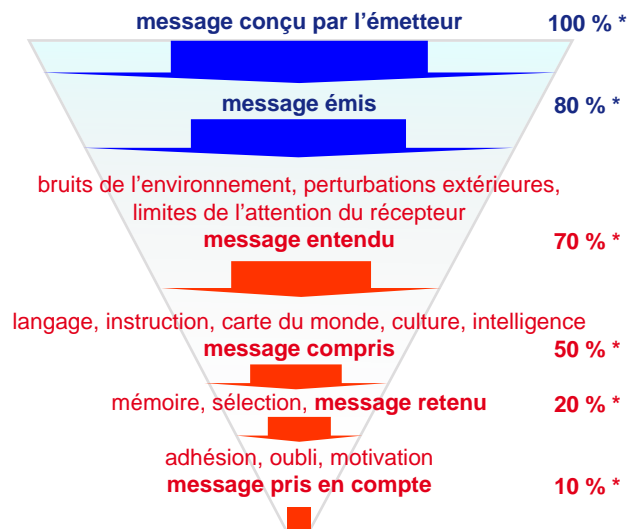 message conçu par l’émetteur 100 % *
message émis 80 % *
bruits de l’environnement, perturbations extérieures,
limites de l’attention du récepteur
message entendu 70 % *
langage, instruction, carte du monde, culture, intelligence
message compris 50 % *
mémoire, sélection, message retenu 20 % *
adhésion, oubli, motivation
message pris en compte 10 % *